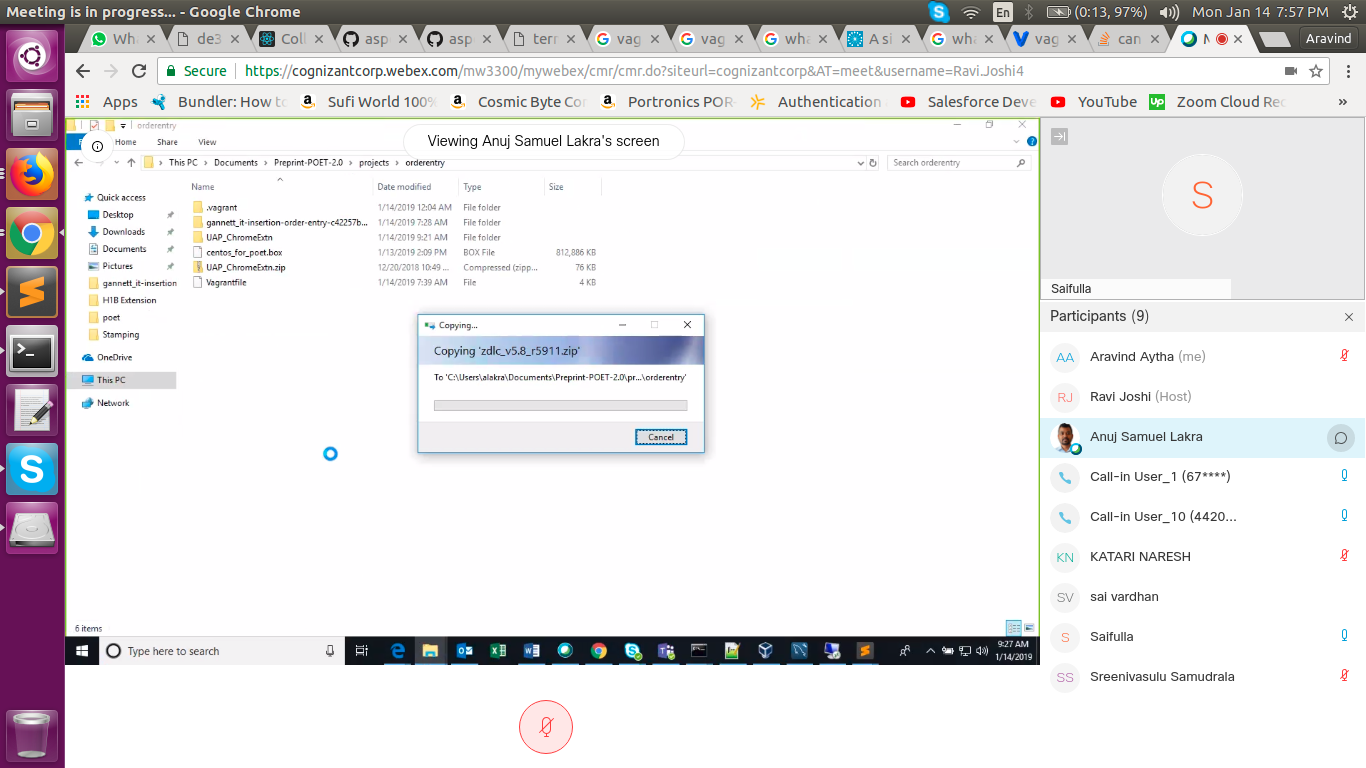 Meeting is in progress... - Google Chrome
En
(0:13, 97%)
Mon Jan 14 7:57 PM
Wha
de3
Coll
asp
asp
terr
vag
vag
wha
A si
wha
vag
can
Aravind
Secure
https://cognizantcorp.webex.com/mw3300/mywebex/cmr/cmr.do?siteurl=cognizantcorp&AT=meet&username=Ravi.Joshi4
Apps
Bundler: How to
Sufi World 100%
Cosmic Byte Co
Portronics POR
Authentication
Salesforce Deve
YouTube
Up
Zoom Cloud Rec
»
orderentry
Viewing Anuj Samuel Lakra's screen
Home Share View
This PC > Documents > Preprint-POET-2.0 > projects > orderentry
Search orderentry
Name Date modified Type Size
Quick access
Desktop
Downloads
Documents
Pictures
gannett_it-insertion
H1B Extension
poet
Stamping
OneDrive
This PC
Network
.vagrant 1/14/2019 12:04 AM File folder
gannett_it-insertion-order-entry-c42257b... 1/14/2019 7:28 AM File folder
UAP_ChromeExtn 1/14/2019 9:21 AM File folder
centos_for_poet.box 1/13/2019 2:09 PM BOX File 812,886 KB
UAP_ChromeExtn.zip 12/20/2018 10:49 ... Compressed (zipp... 76 KB
Vagrantfile 1/14/2019 7:39 AM File 4 KB
Copying...
Copying 'zdlc_v5.8_r5911.zip'
To 'C:\Users\alakra\Documents\Preprint-POET-2.0\pr...\orderentry'
Cancel
6 items
Type here to search
9:27 AM
1/14/2019
S
Saifulla
Participants (9)
AA Aravind Aytha (me)
RJ Ravi Joshi (Host)
Anuj Samuel Lakra
Call-in User_1 (67****)
Call-in User_10 (4420...
KN KATARI NARESH
SV sai vardhan
S Saifulla
SS Sreenivasulu Samudrala